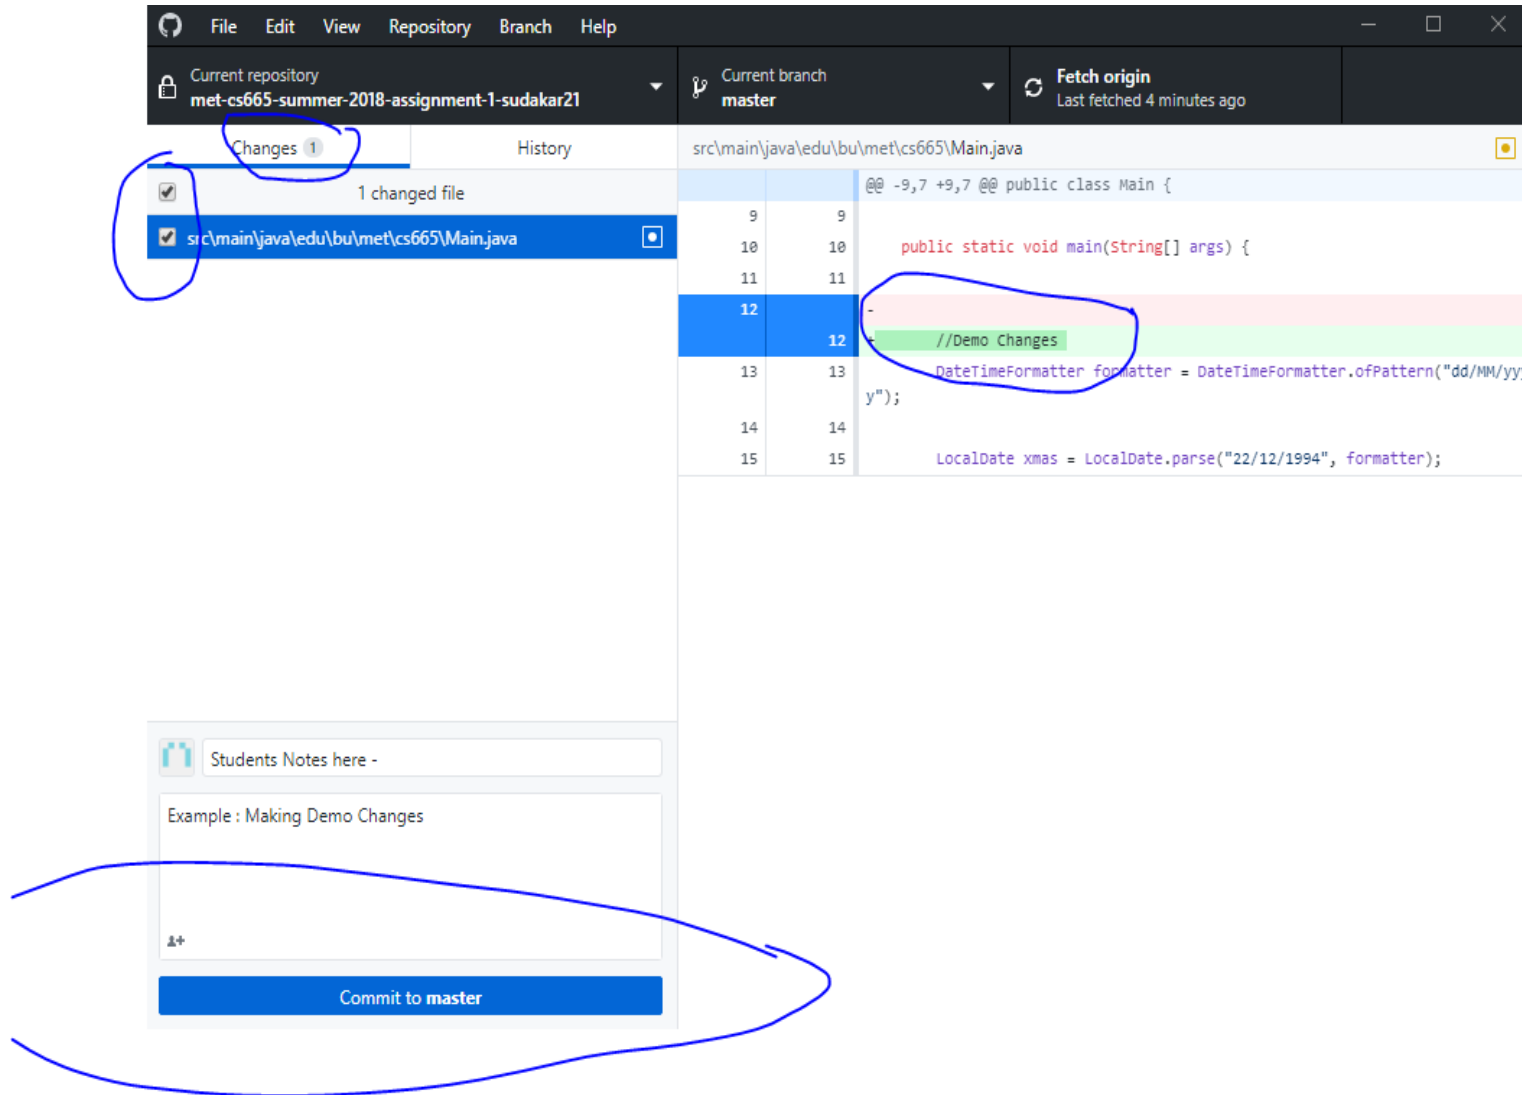 File Edit View Repository Branch Help
Current repository
met-cs665-summer-2018-assignment-1-sudakar21
Current branch
master
Fetch origin
Last fetched 4 minutes ago
Changes 1
History
1 changed file
src\main\java\edu\bu\met\cs665\Main.java
src\main\java\edu\bu\met\cs665\Main.java
@@ -9,7 +9,7 @@ public class Main {
9 9
10 10 public static void main(String[] args) {
11 11
12 -
12 + //Demo Changes
13 13 DateTimeFormatter formatter = DateTimeFormatter.ofPattern("dd/MM/yyy
y");
14 14
15 15 LocalDate xmas = LocalDate.parse("22/12/1994", formatter);
Students Notes here -
Example : Making Demo Changes
Commit to master